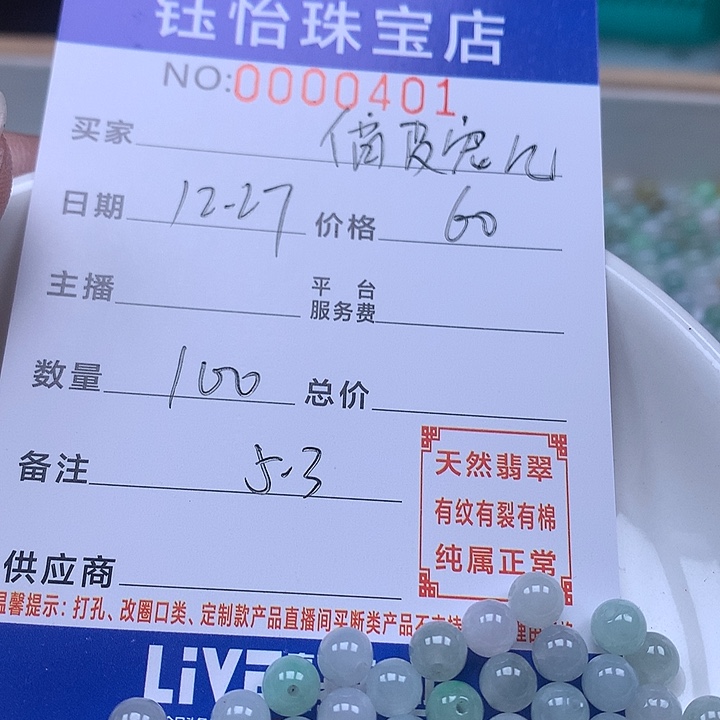 钰怡珠宝店
NO:0000401
买家 俏皮兔儿
日期 12-27 价格 60
主播 平台服务费
数量 100 总价
备注 5-3
天然翡翠
有纹有裂有棉
纯属正常
供应商
温馨提示：打孔、改圈口类、定制款产品直播间买断类产品不支持
LIVE